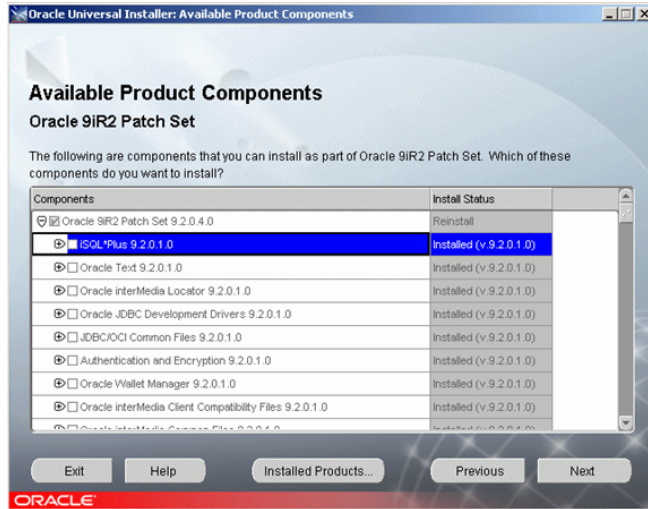 Oracle Universal Installer: Available Product Components
Available Product Components
Oracle 9iR2 Patch Set
The following are components that you can install as part of Oracle 9iR2 Patch Set. Which of these
components do you want to install?
Components Install Status
Oracle 9iR2 Patch Set 9.2.0.4.0 Reinstall
iSQL*Plus 9.2.0.1.0 Installed (v.9.2.0.1.0)
Oracle Text 9.2.0.1.0 Installed (v.9.2.0.1.0)
Oracle interMedia Locator 9.2.0.1.0 Installed (v.9.2.0.1.0)
Oracle JDBC Development Drivers 9.2.0.1.0 Installed (v.9.2.0.1.0)
JDBC/OCI Common Files 9.2.0.1.0 Installed (v.9.2.0.1.0)
Authentication and Encryption 9.2.0.1.0 Installed (v.9.2.0.1.0)
Oracle Wallet Manager 9.2.0.1.0 Installed (v.9.2.0.1.0)
Oracle interMedia Client Compatibility Files 9.2.0.1.0 Installed (v.9.2.0.1.0)
Exit Help Installed Products... Previous Next
ORACLE